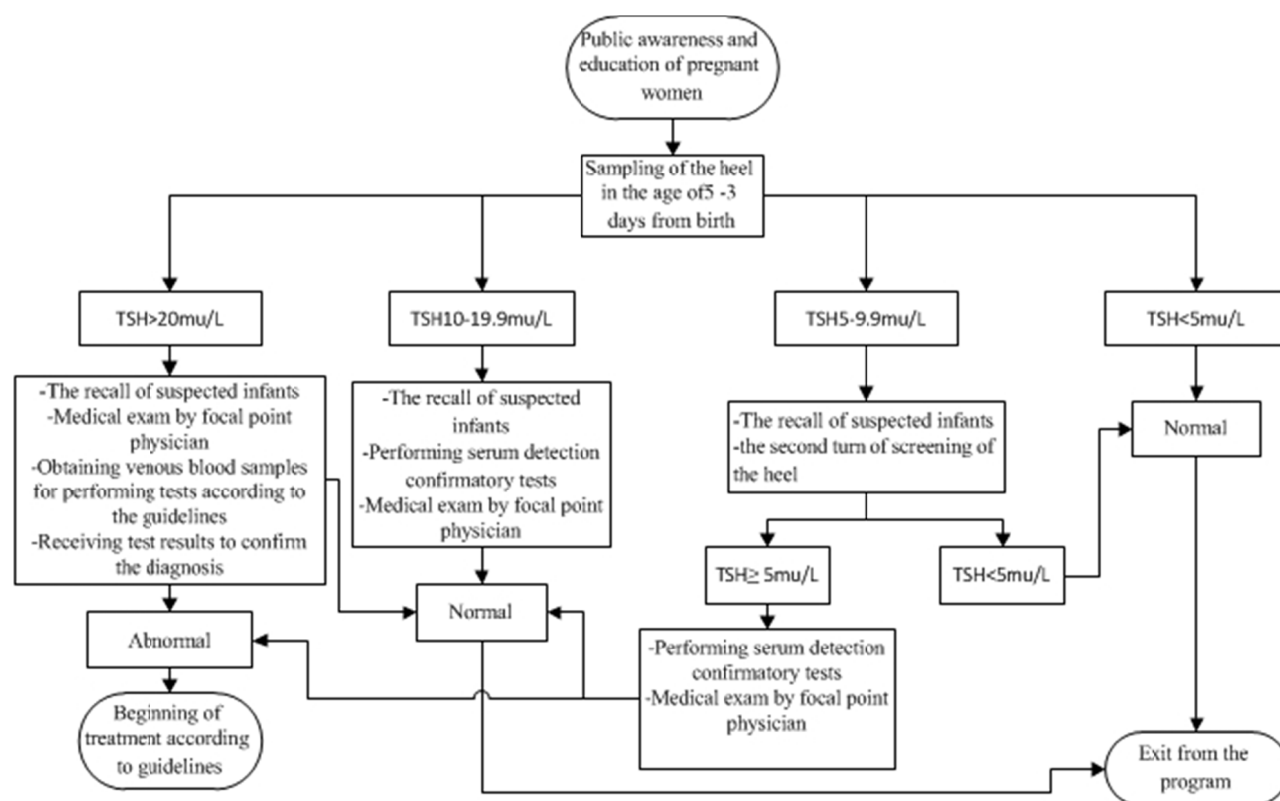 Public awareness and
education of pregnant
women
Sampling of the heel
in the age of5 -3
days from birth
TSH>20mu/L
TSH10-19.9mu/L
TSH5-9.9mu/L
TSH<5mu/L
-The recall of suspected infants
-Medical exam by focal point
physician
-Obtaining venous blood samples
for performing tests according to
the guidelines
-Receiving test results to confirm
the diagnosis
-The recall of suspected
infants
-Performing serum detection
confirmatory tests
-Medical exam by focal point
physician
-The recall of suspected infants
-the second turn of screening of
the heel
Normal
TSH≥ 5mu/L
TSH<5mu/L
Normal
Abnormal
-Performing serum detection
confirmatory tests
-Medical exam by focal point
physician
Beginning of
treatment according
to guidelines
Exit from the
program